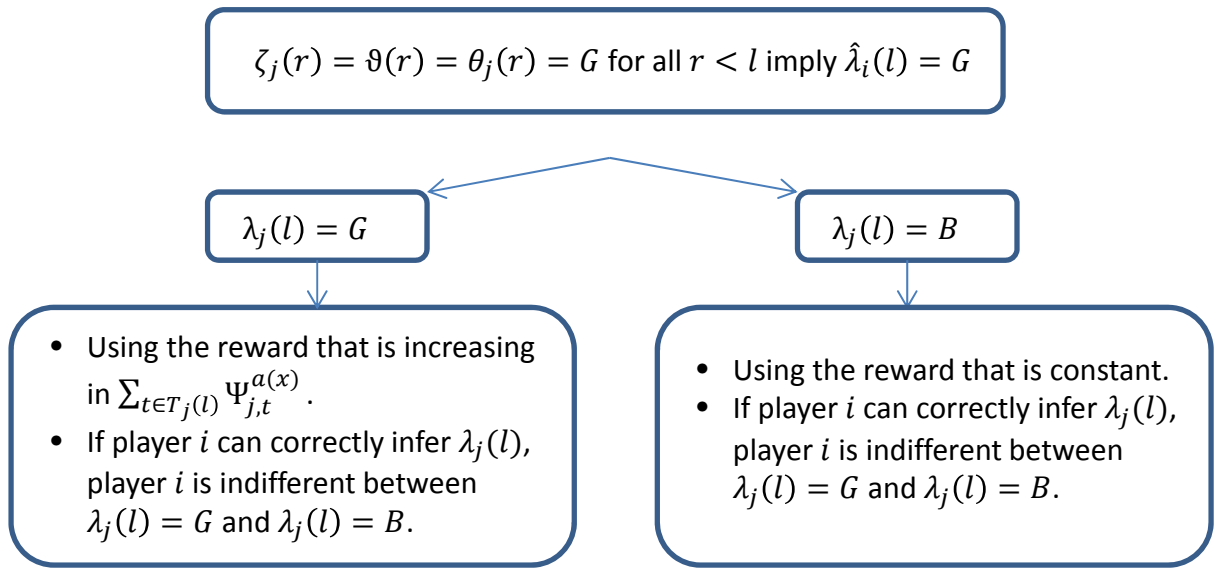 ζ_j(r) = ϑ(r) = θ_j(r) = G for all r < l imply λ̂_i(l) = G
λ_j(l) = G
λ_j(l) = B
• Using the reward that is increasing
in ∑_{t∈T_j(l)} Ψ_{j,t}^{a(x)} .
• If player i can correctly infer λ_j(l),
player i is indifferent between
λ_j(l) = G and λ_j(l) = B.
• Using the reward that is constant.
• If player i can correctly infer λ_j(l),
player i is indifferent between
λ_j(l) = G and λ_j(l) = B.